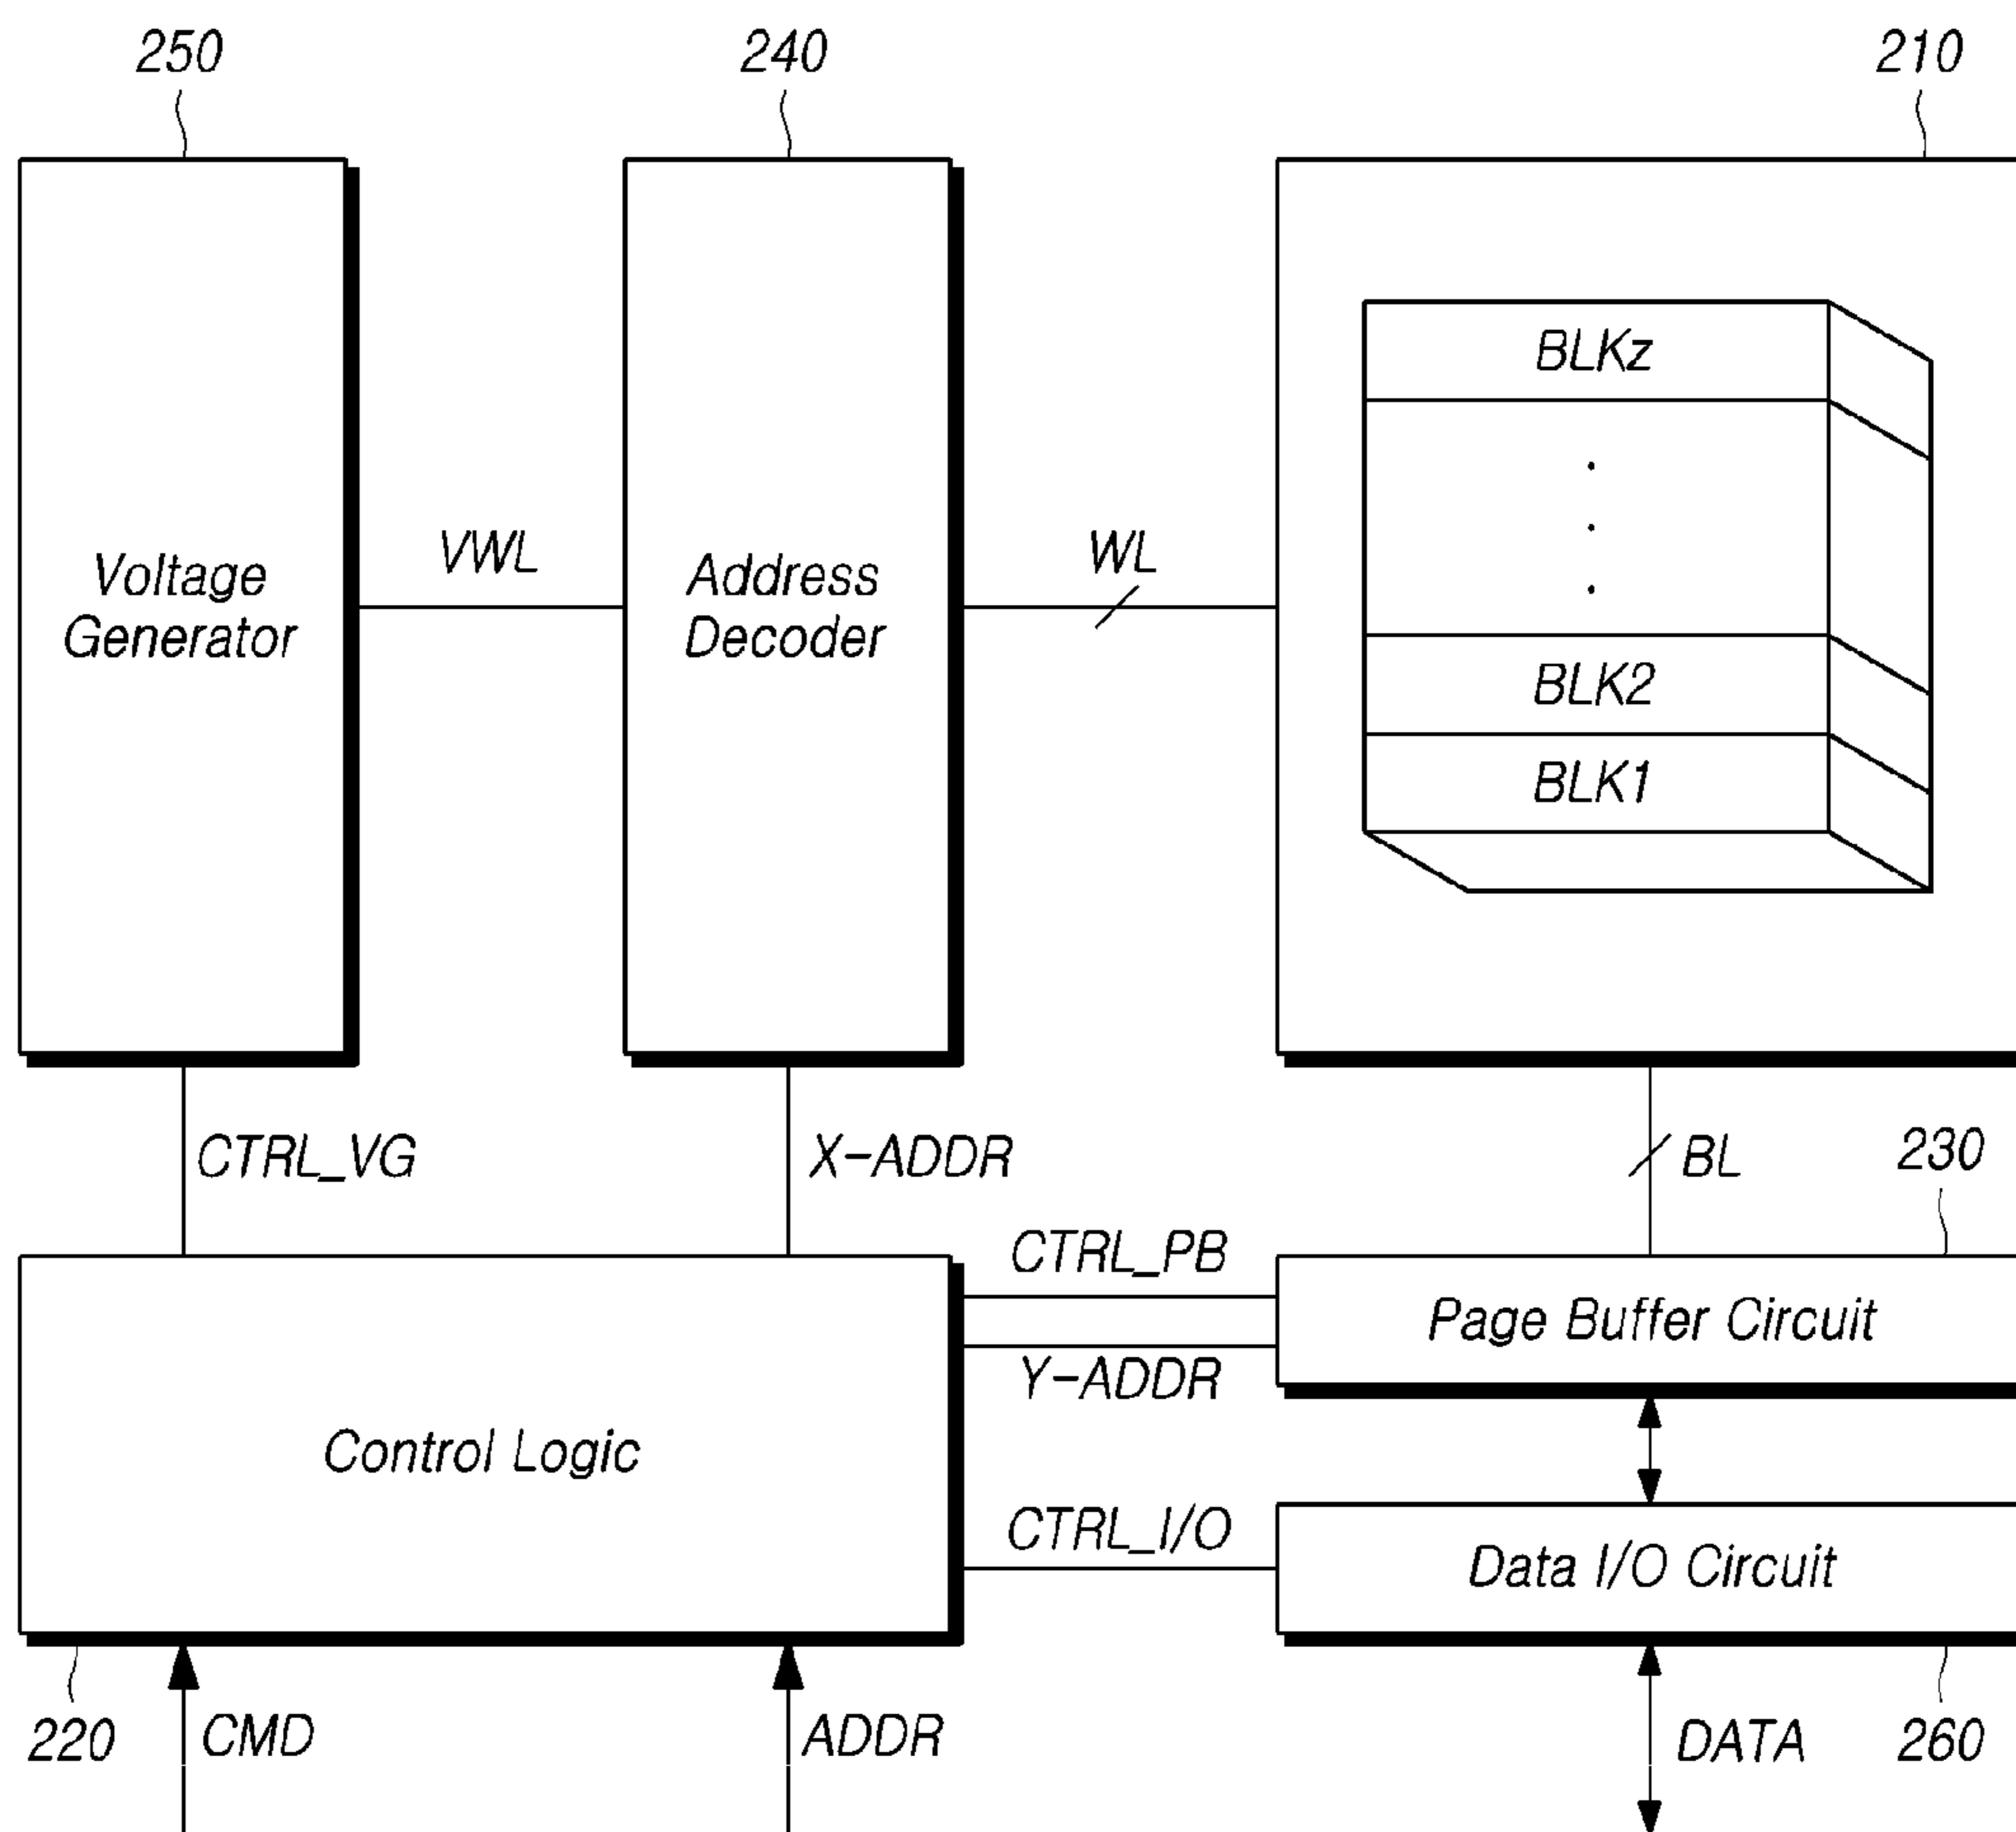 250
240
210
BLKz
BLK2
BLK1
Voltage
Generator
VWL
Address
Decoder
WL
CTRL_VG
X-ADDR
BL
230
CTRL_PB
Page Buffer Circuit
Y-ADDR
Control Logic
CTRL_I/O
Data I/O Circuit
220
CMD
ADDR
DATA
260